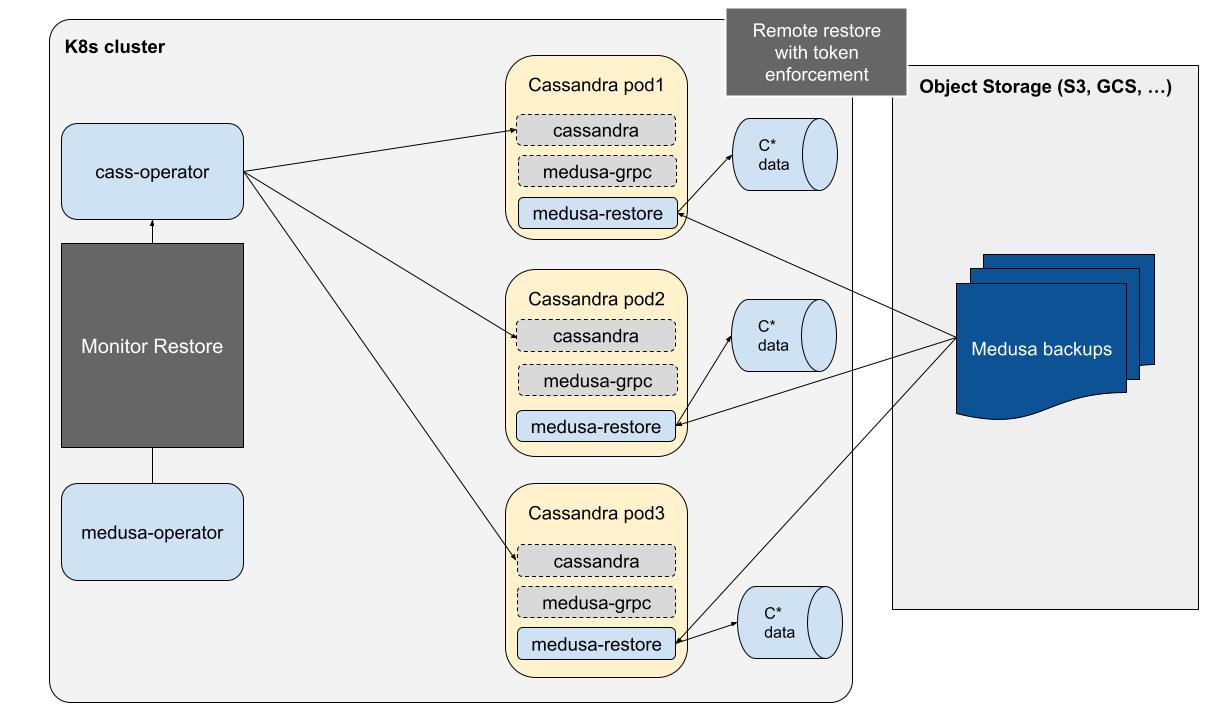 K8s cluster
Remote restore
with token
enforcement
Object Storage (S3, GCS, …)
cass-operator
Monitor Restore
medusa-operator
Cassandra pod1
cassandra
medusa-grpc
medusa-restore
C*
data
Cassandra pod2
cassandra
medusa-grpc
medusa-restore
C*
data
Cassandra pod3
cassandra
medusa-grpc
medusa-restore
C*
data
Medusa backups